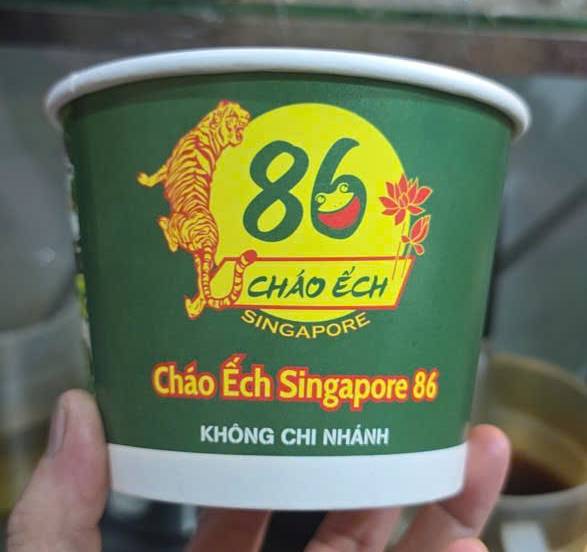 86
CHÁO ẾCH
SINGAPORE
Cháo Ếch Singapore 86
KHÔNG CHI NHÁNH